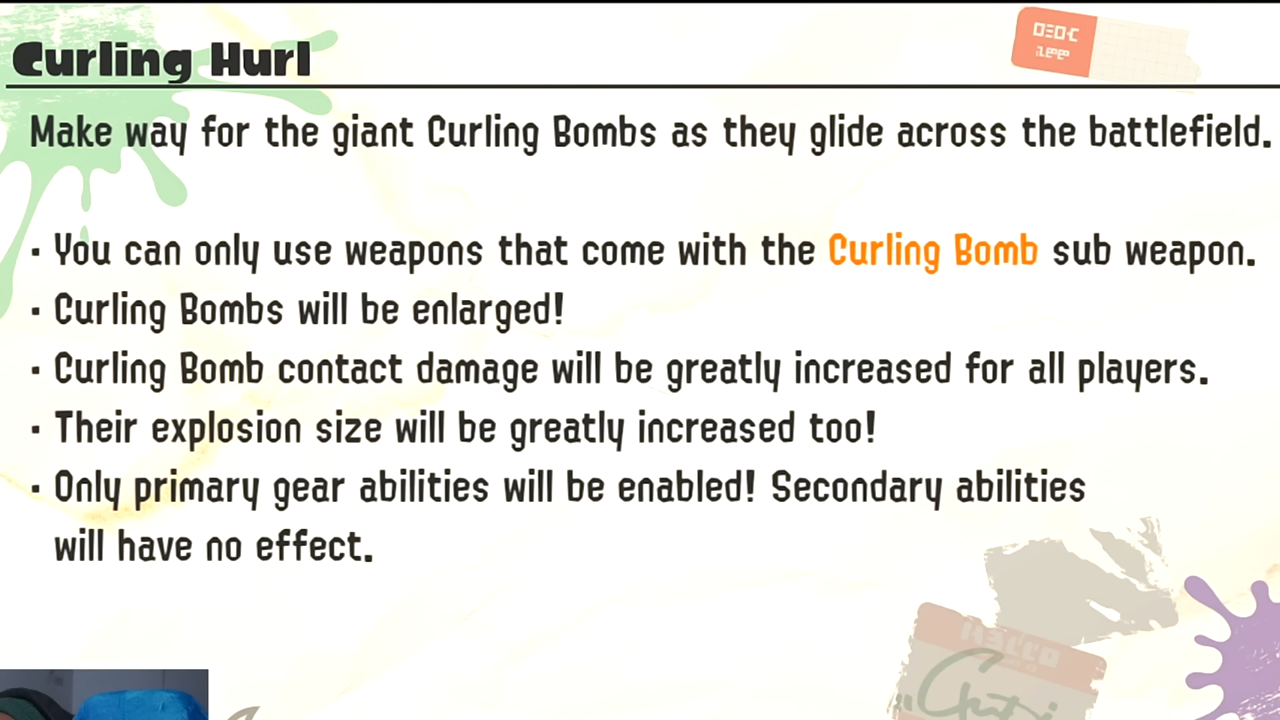 Curling Hurl
Make way for the giant Curling Bombs as they glide across the battlefield.
· You can only use weapons that come with the Curling Bomb sub weapon.
· Curling Bombs will be enlarged!
· Curling Bomb contact damage will be greatly increased for all players.
· Their explosion size will be greatly increased too!
· Only primary gear abilities will be enabled! Secondary abilities
will have no effect.